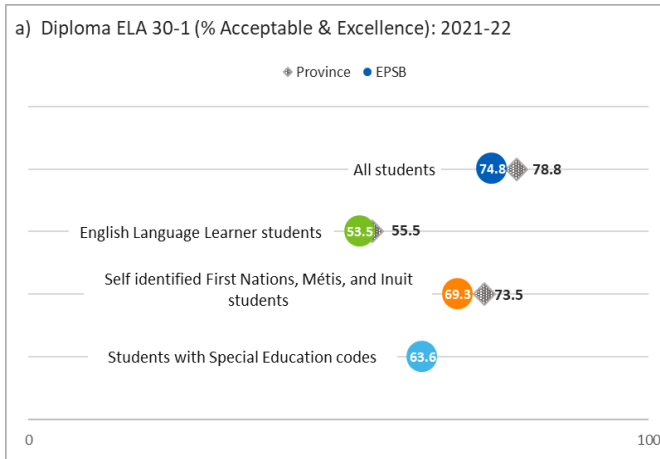 a) Diploma ELA 30-1 (% Acceptable & Excellence): 2021-22
Province EPSB
All students 74.8 78.8
English Language Learner students 53.5 55.5
Self identified First Nations, Métis, and Inuit
students 69.3 73.5
Students with Special Education codes 63.6
0 100